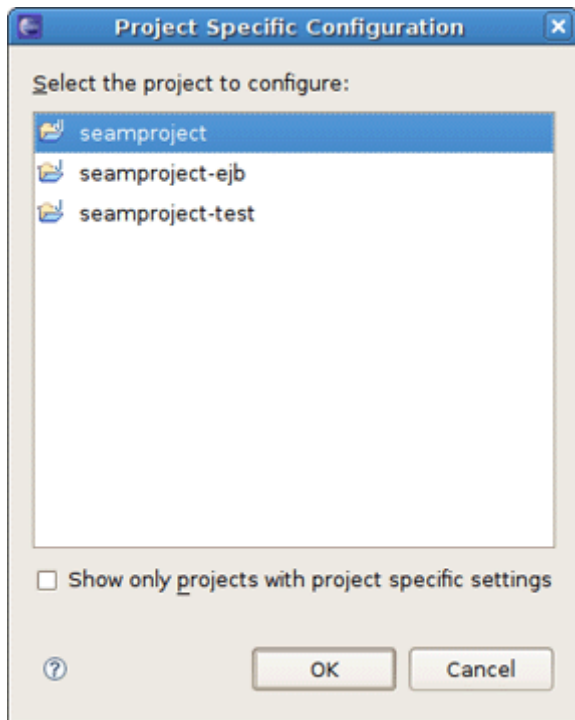 Project Specific Configuration
Select the project to configure:
seamproject
seamproject-ejb
seamproject-test
Show only projects with project specific settings
OK
Cancel